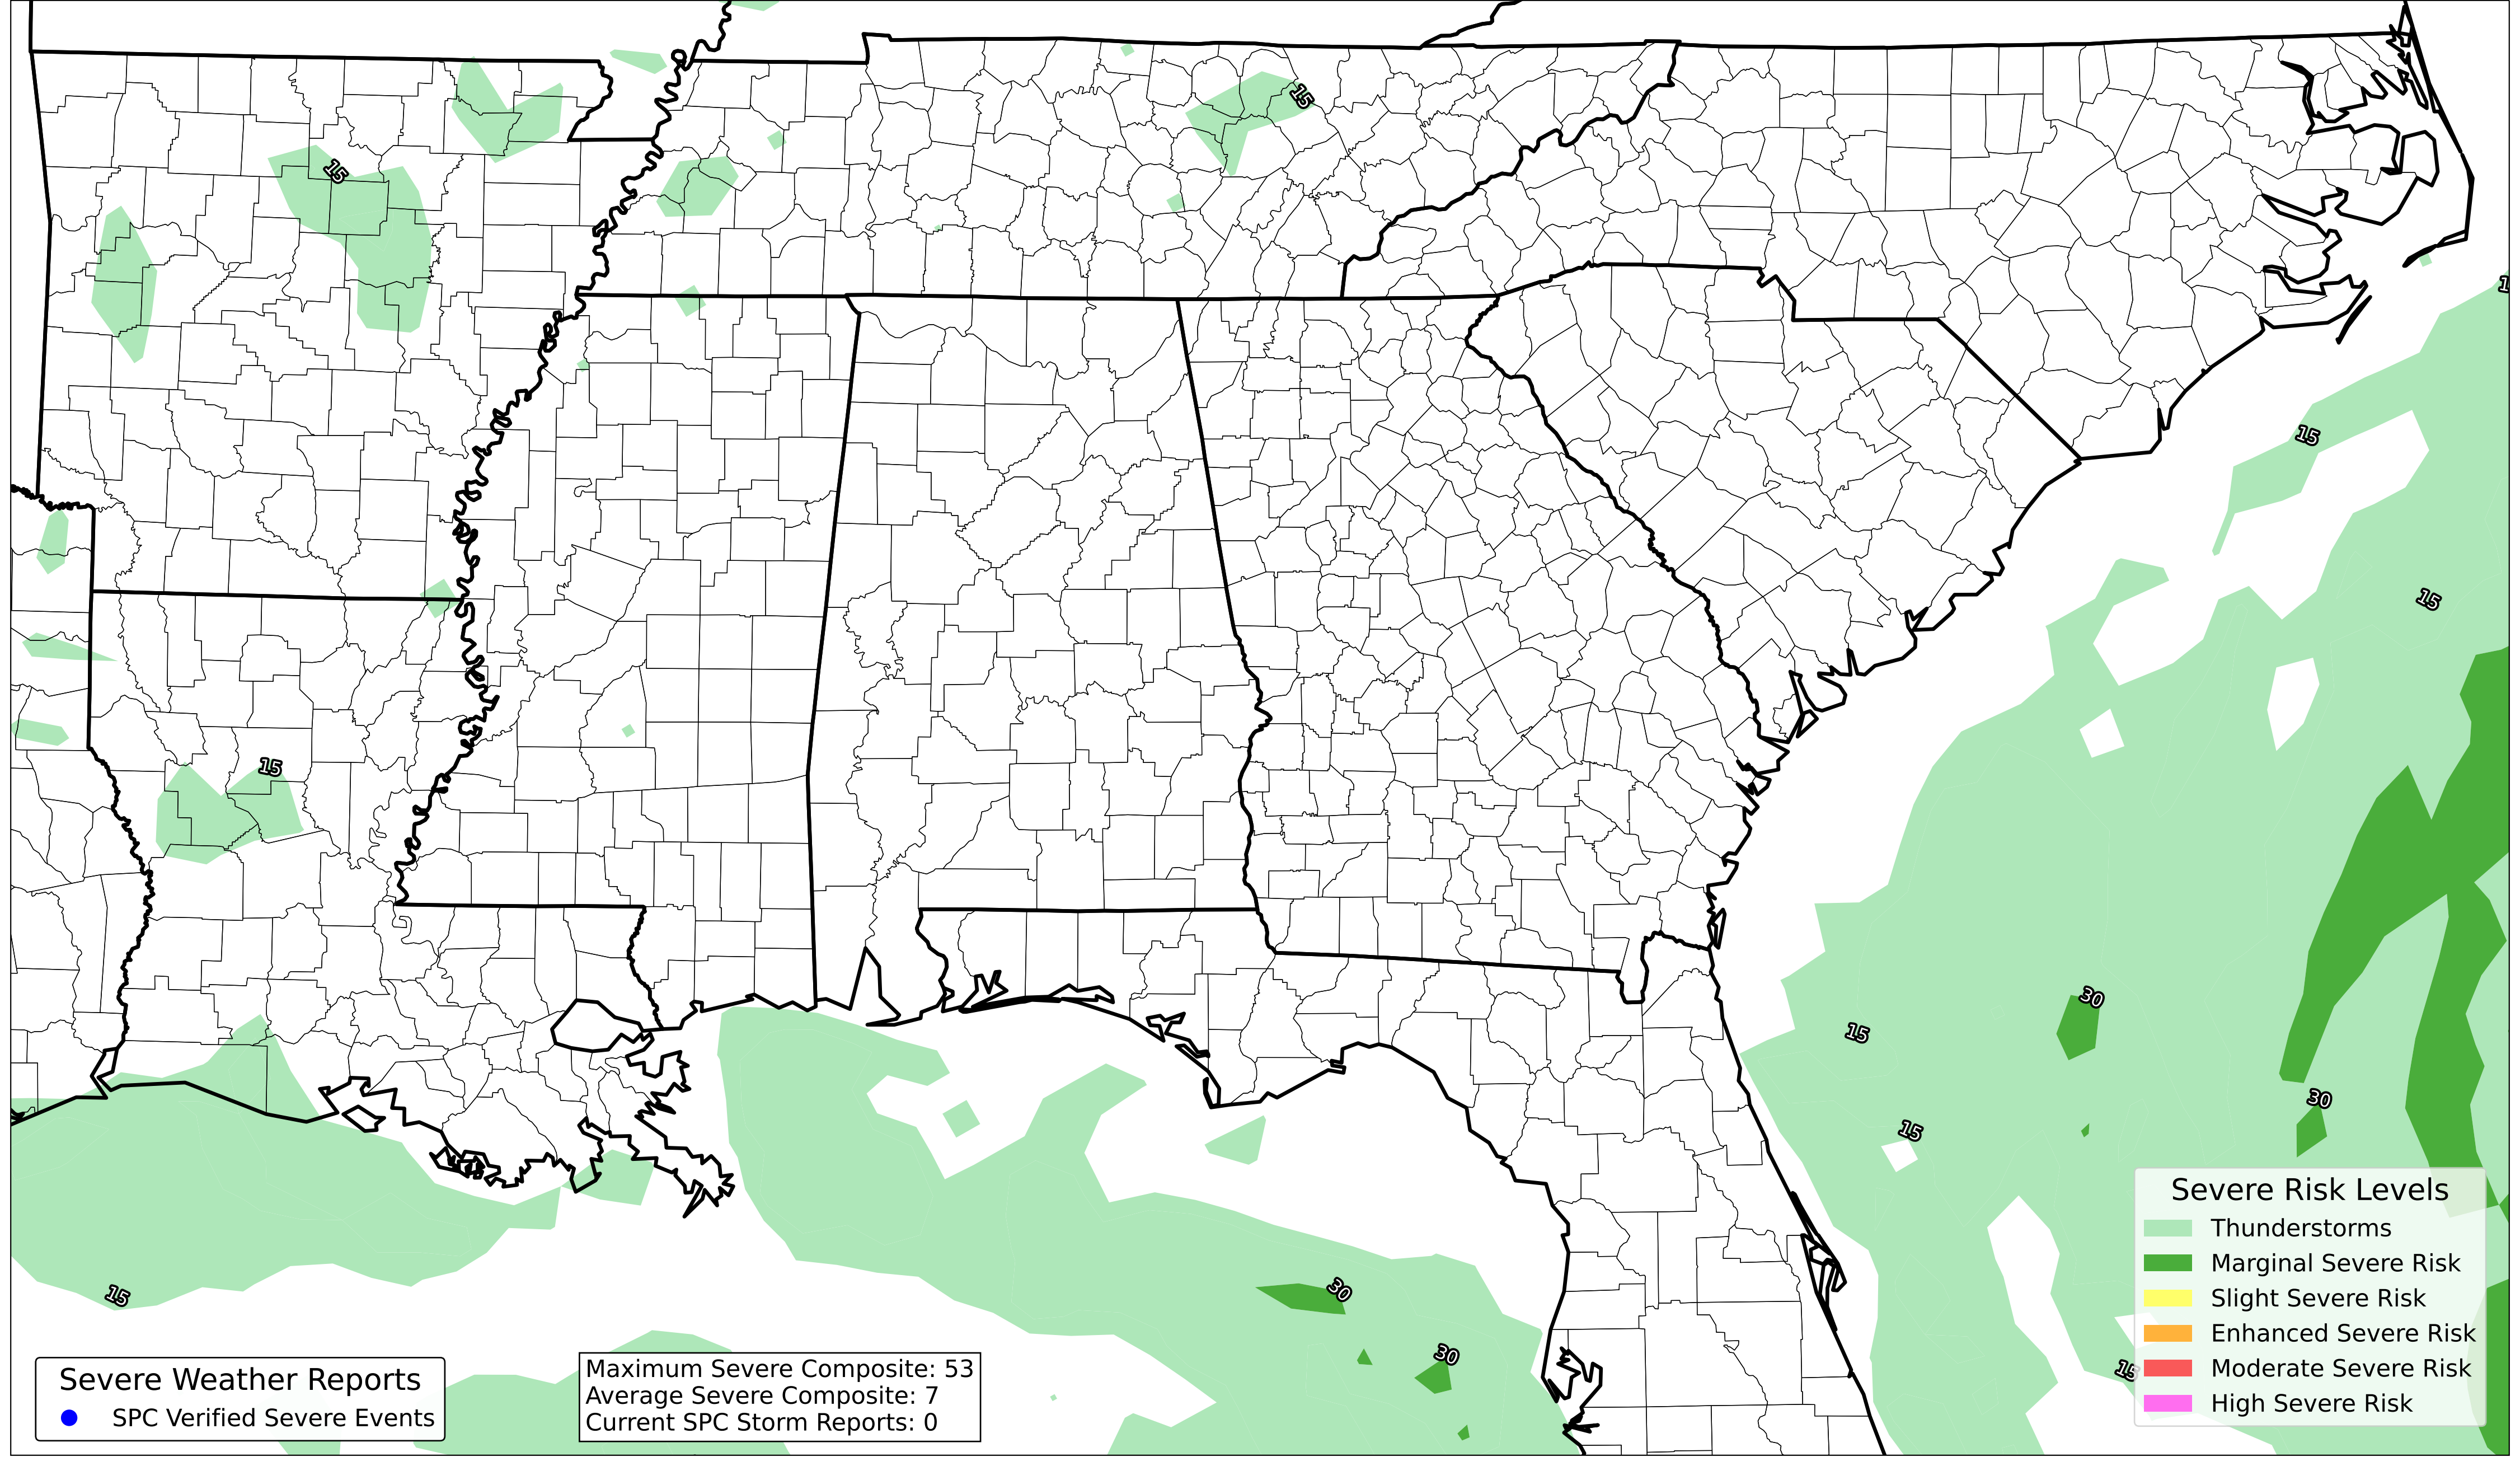 15
15
1
15
15
15
30
15
30
15
30
15
30
15
Severe Risk Levels
Thunderstorms
Marginal Severe Risk
Slight Severe Risk
Enhanced Severe Risk
Moderate Severe Risk
High Severe Risk
Severe Weather Reports
SPC Verified Severe Events
Maximum Severe Composite: 53
Average Severe Composite: 7
Current SPC Storm Reports: 0